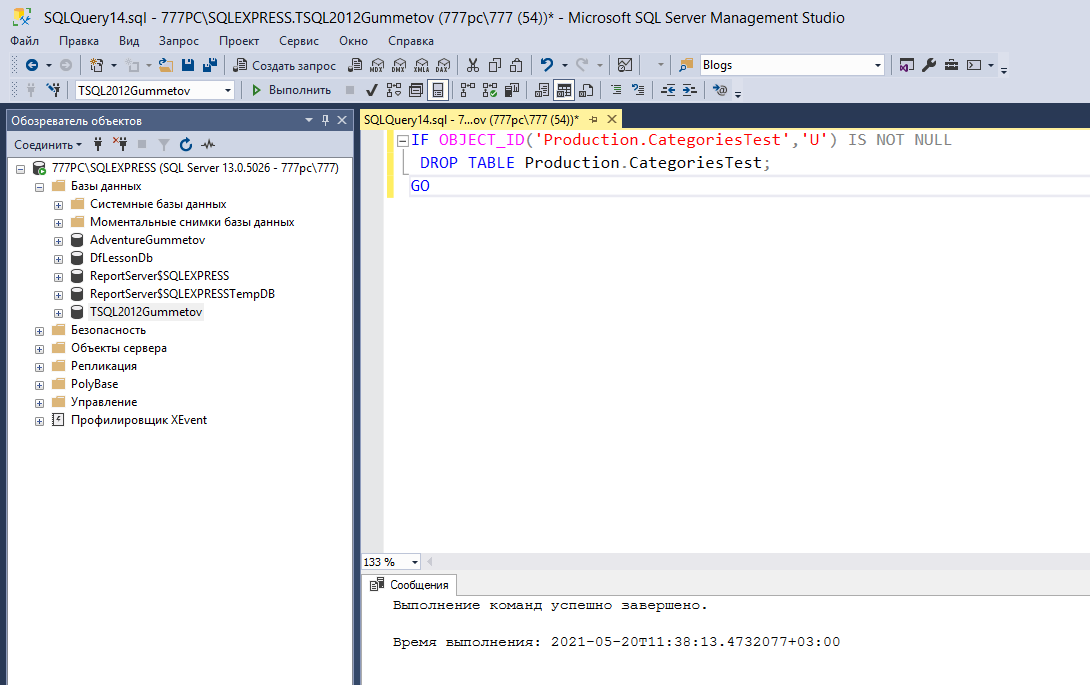 SQLQuery14.sql - 777PC\SQLEXPRESS.TSQL2012Gummetov (777pc\777 (54))* - Microsoft SQL Server Management Studio
Файл Правка Вид Запрос Проект Сервис Окно Справка
Создать запрос MDX DMX XMLA DAX Blogs
TSQL2012Gummetov Выполнить
Обозреватель объектов
Соединить
777PC\SQLEXPRESS (SQL Server 13.0.5026 - 777pc\777)
Базы данных
Системные базы данных
Моментальные снимки базы данных
AdventureGummetov
DfLessonDb
ReportServer$SQLEXPRESS
ReportServer$SQLEXPRESSTempDB
TSQL2012Gummetov
Безопасность
Объекты сервера
Репликация
PolyBase
Управление
Профилировщик XEvent
SQLQuery14.sql - 7...ov (777pc\777 (54))*
IF OBJECT_ID('Production.CategoriesTest','U') IS NOT NULL
DROP TABLE Production.CategoriesTest;
GO
133 %
Сообщения
Выполнение команд успешно завершено.
Время выполнения: 2021-05-20T11:38:13.4732077+03:00